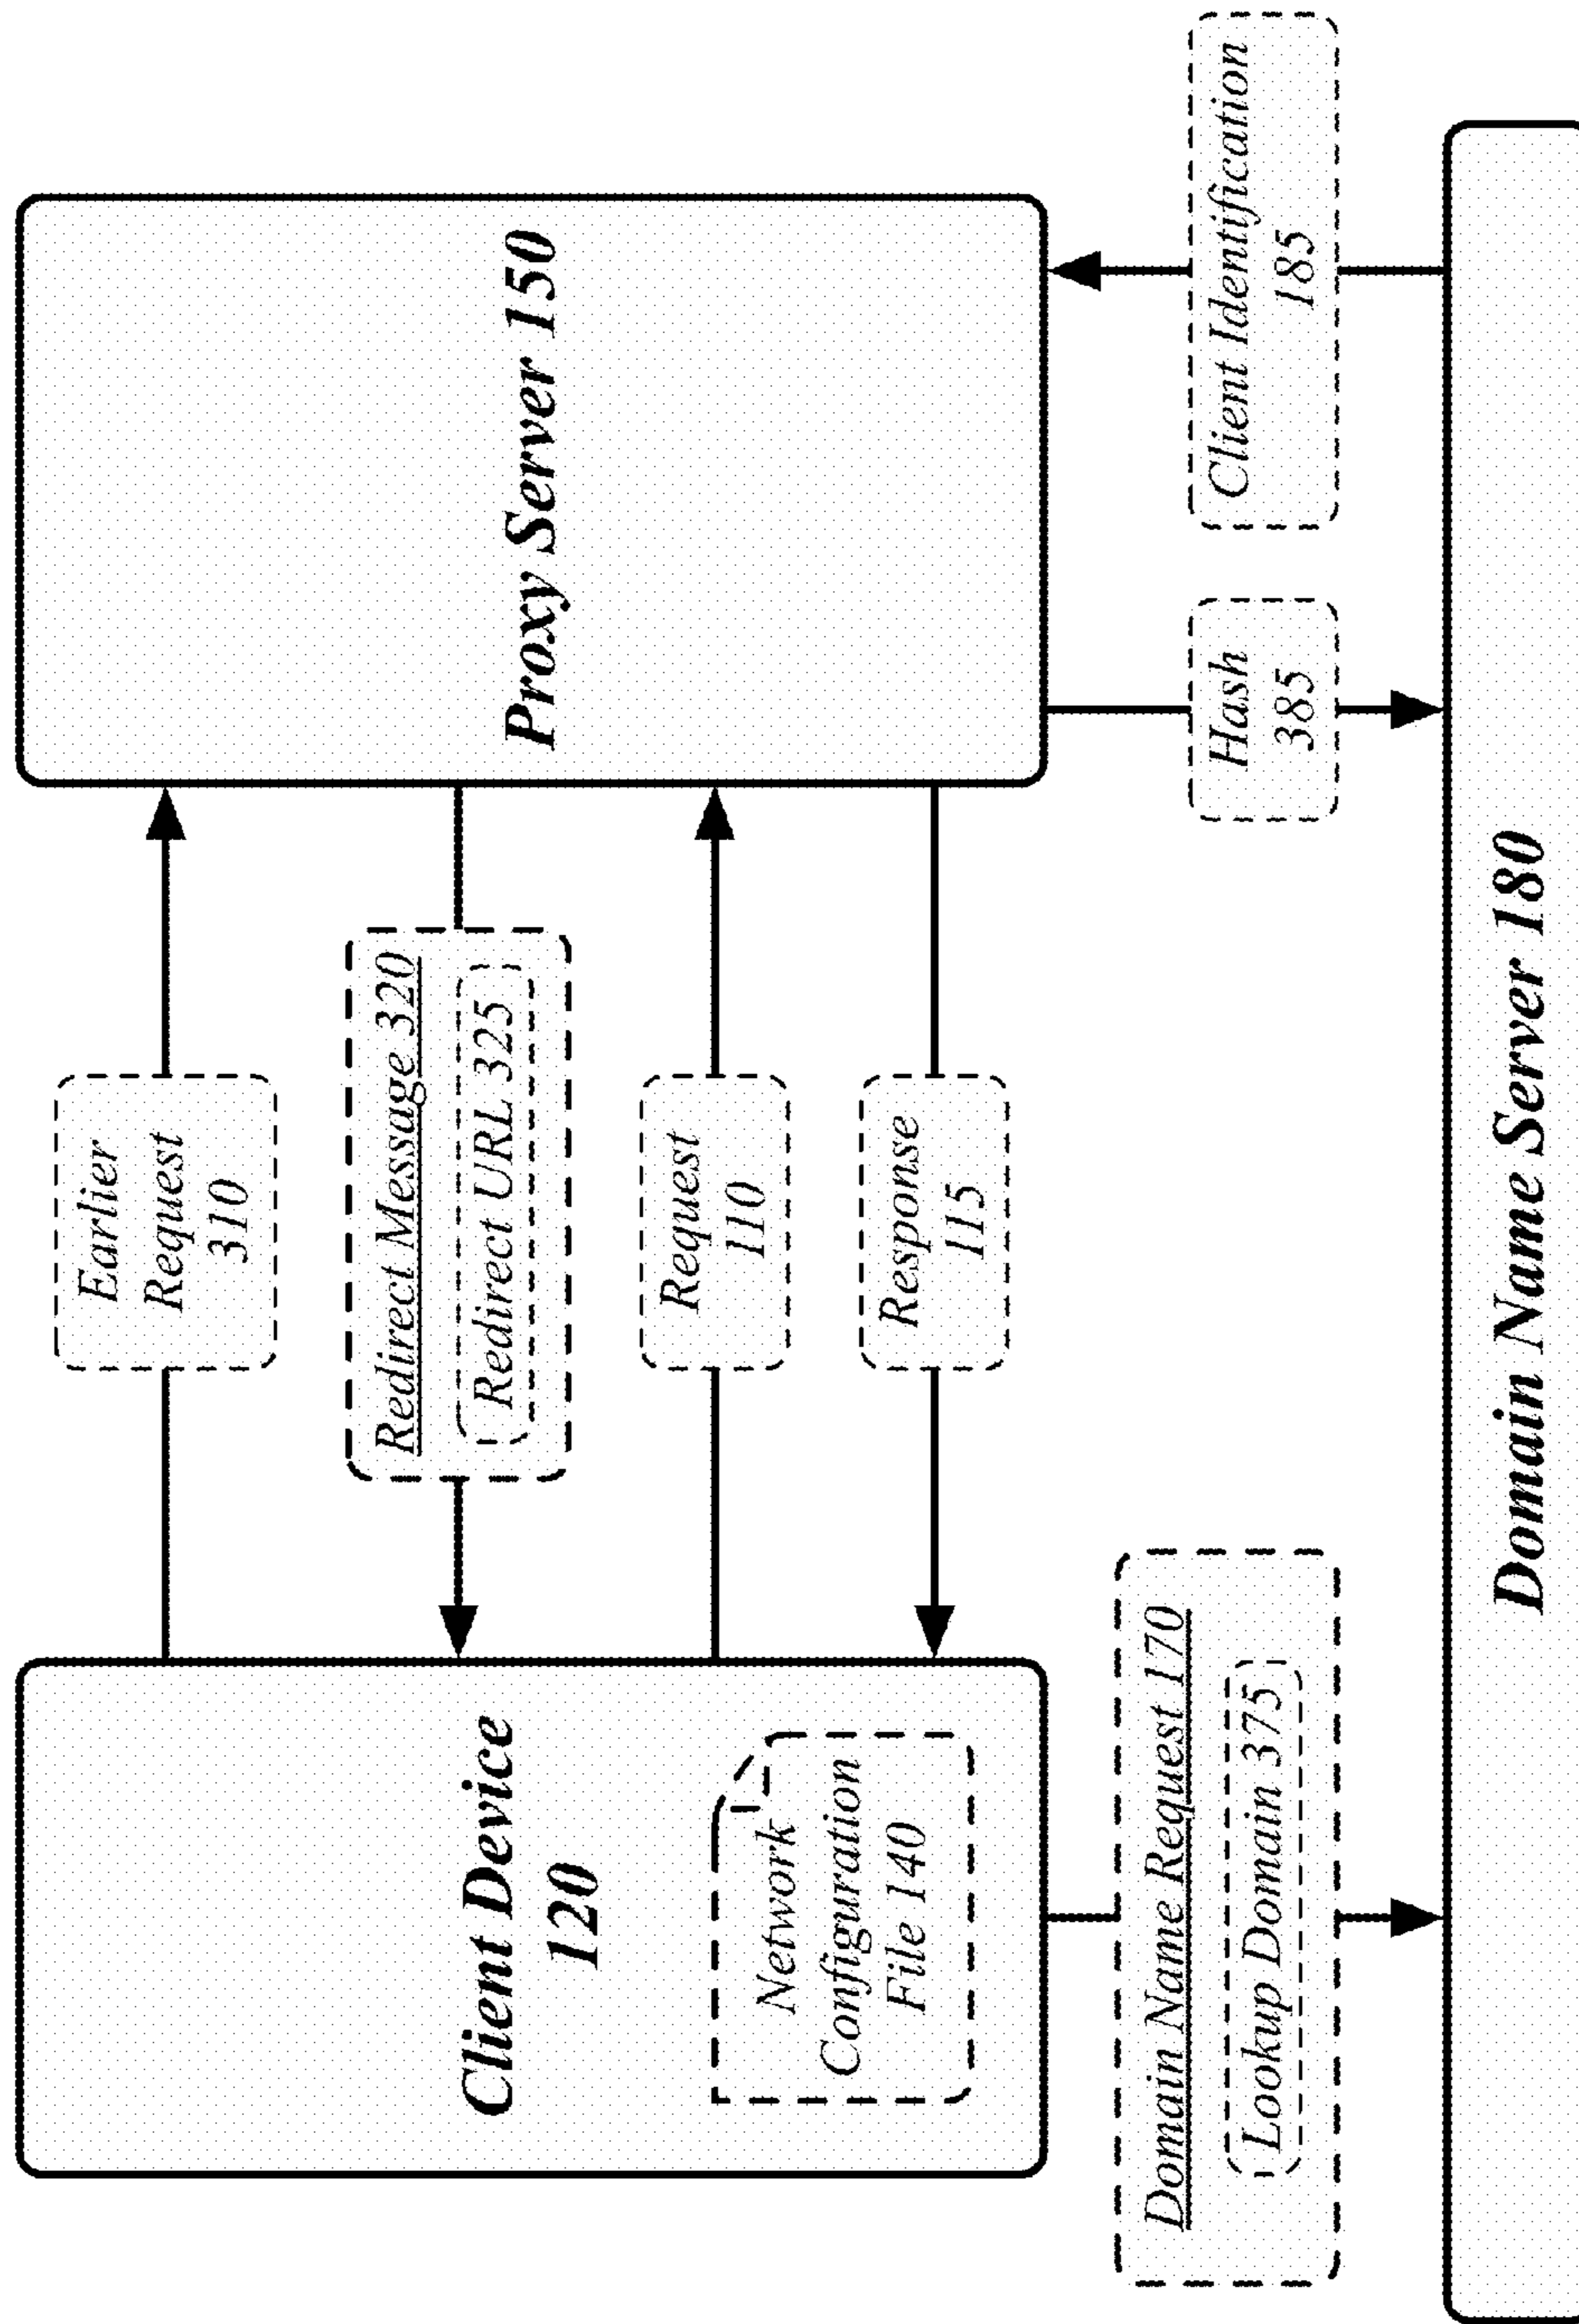 Client Device
120
Network
Configuration
File 140
Earlier
Request
310
Redirect Message 320
Redirect URL 325
Request
110
Response
115
Proxy Server 150
Domain Name Request 170
Lookup Domain 375
Hash
385
Client Identification
185
Domain Name Server 180